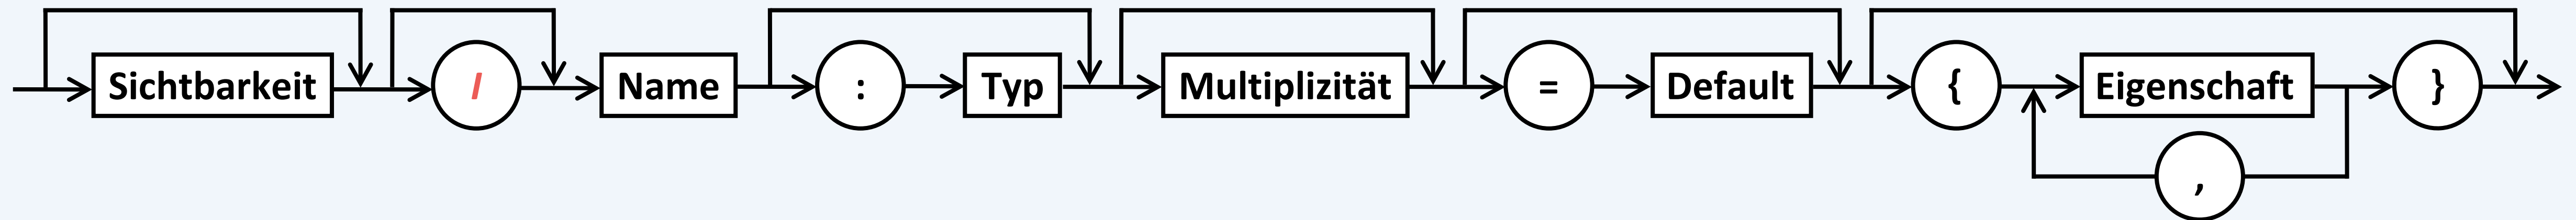 Sichtbarkeit / Name : Typ Multiplizität = Default { Eigenschaft }
,